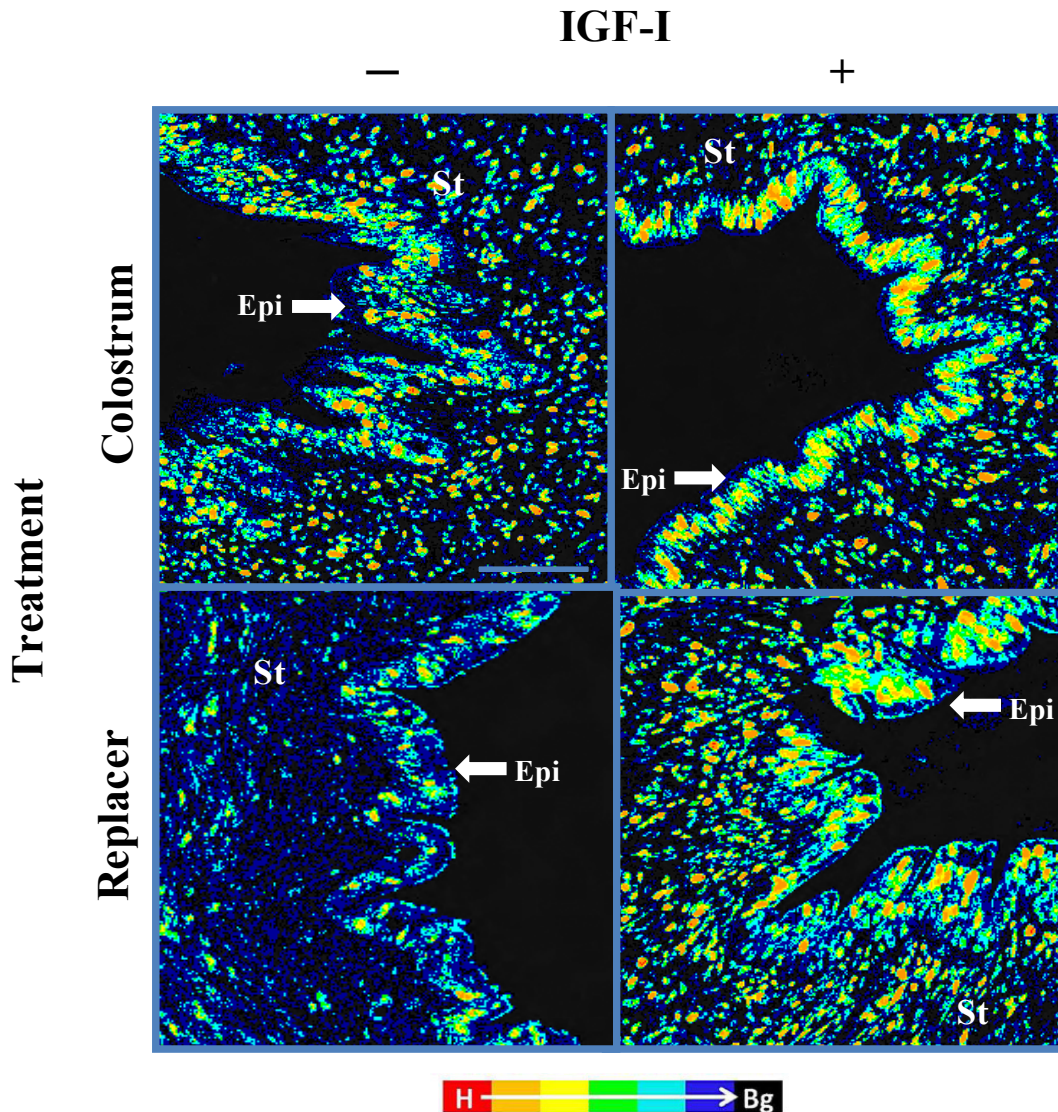 IGF-I
− +
Treatment
Colostrum
St
Epi
St
Epi
Replacer
St
Epi
Epi
St
H Bg